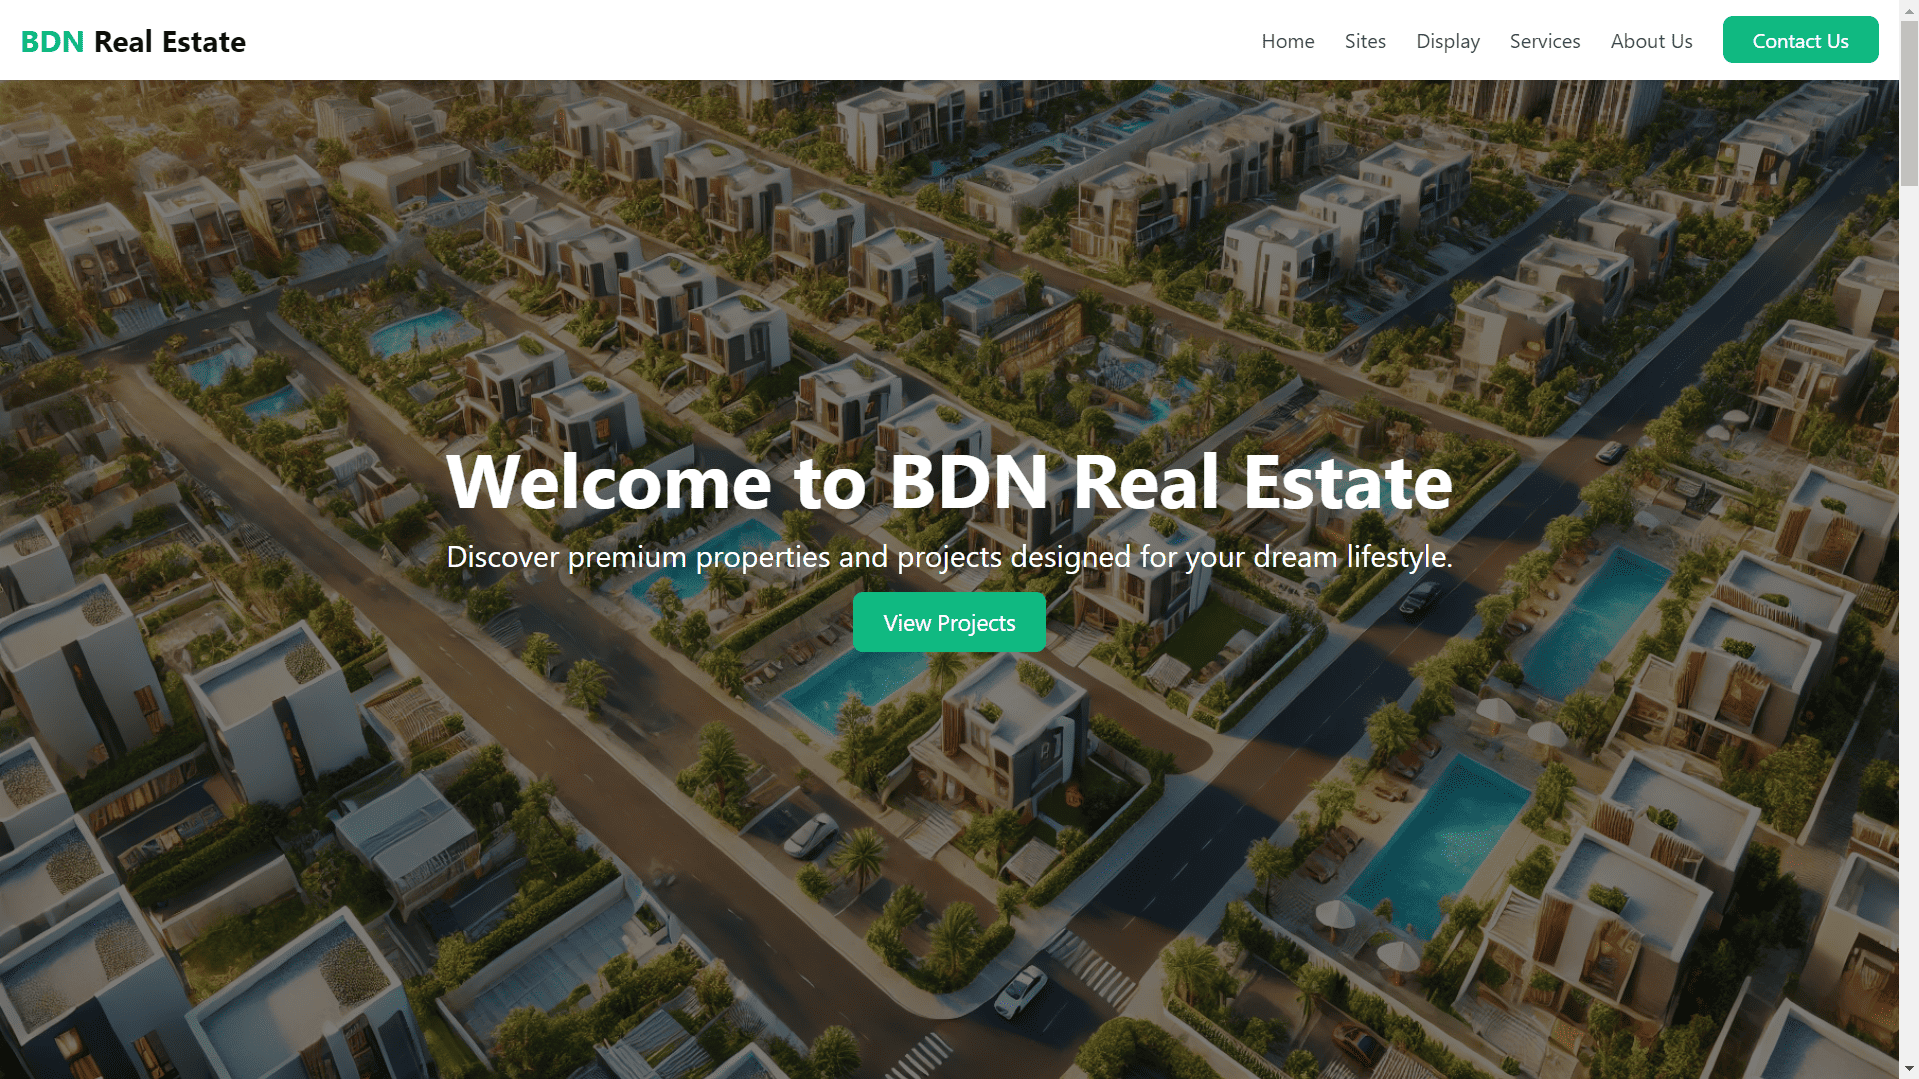 BDN Real Estate
Home
Sites
Display
Services
About Us
Contact Us
Welcome to BDN Real Estate
Discover premium properties and projects designed for your dream lifestyle.
View Projects